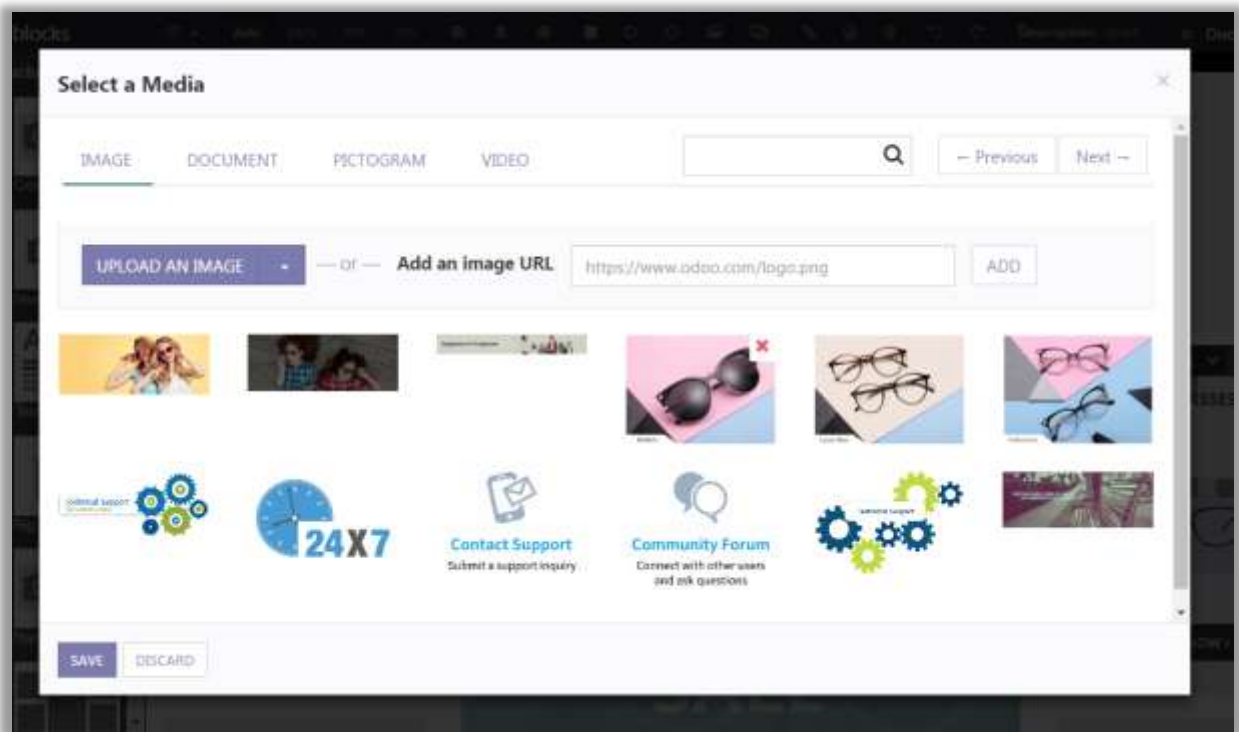 blocks
Select a Media
×
IMAGE DOCUMENT PICTOGRAM VIDEO
← Previous Next →
UPLOAD AN IMAGE — or — Add an image URL https://www.odoo.com/logo.png ADD
24X7
Contact Support
Submit a support inquiry
Community Forum
Connect with other users
and ask questions
SAVE DISCARD